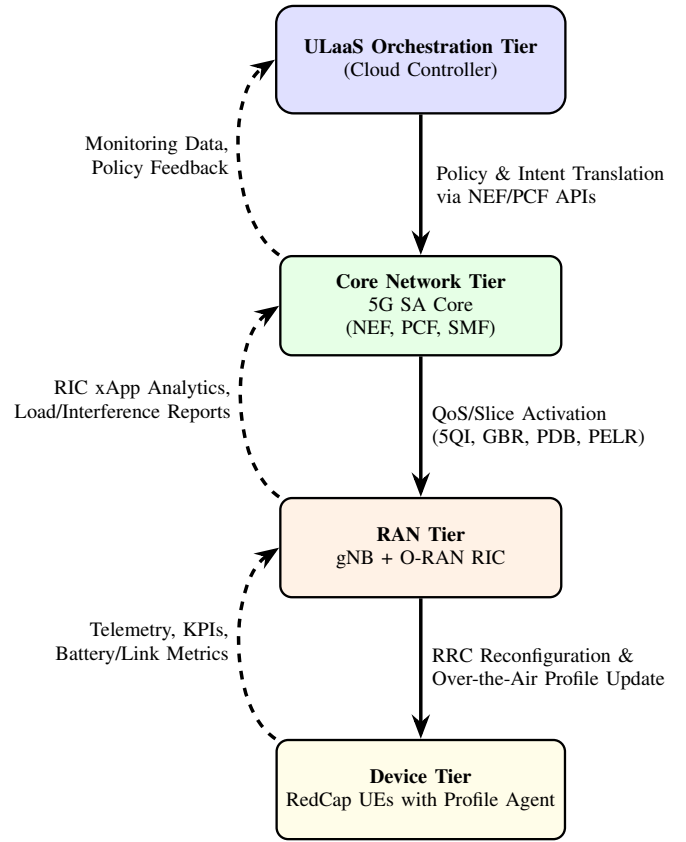 ULaaS Orchestration Tier
(Cloud Controller)
Monitoring Data,
Policy Feedback
Policy & Intent Translation
via NEF/PCF APIs
Core Network Tier
5G SA Core
(NEF, PCF, SMF)
RIC xApp Analytics,
Load/Interference Reports
QoS/Slice Activation
(5QI, GBR, PDB, PELR)
RAN Tier
gNB + O-RAN RIC
Telemetry, KPIs,
Battery/Link Metrics
RRC Reconfiguration &
Over-the-Air Profile Update
Device Tier
RedCap UEs with Profile Agent